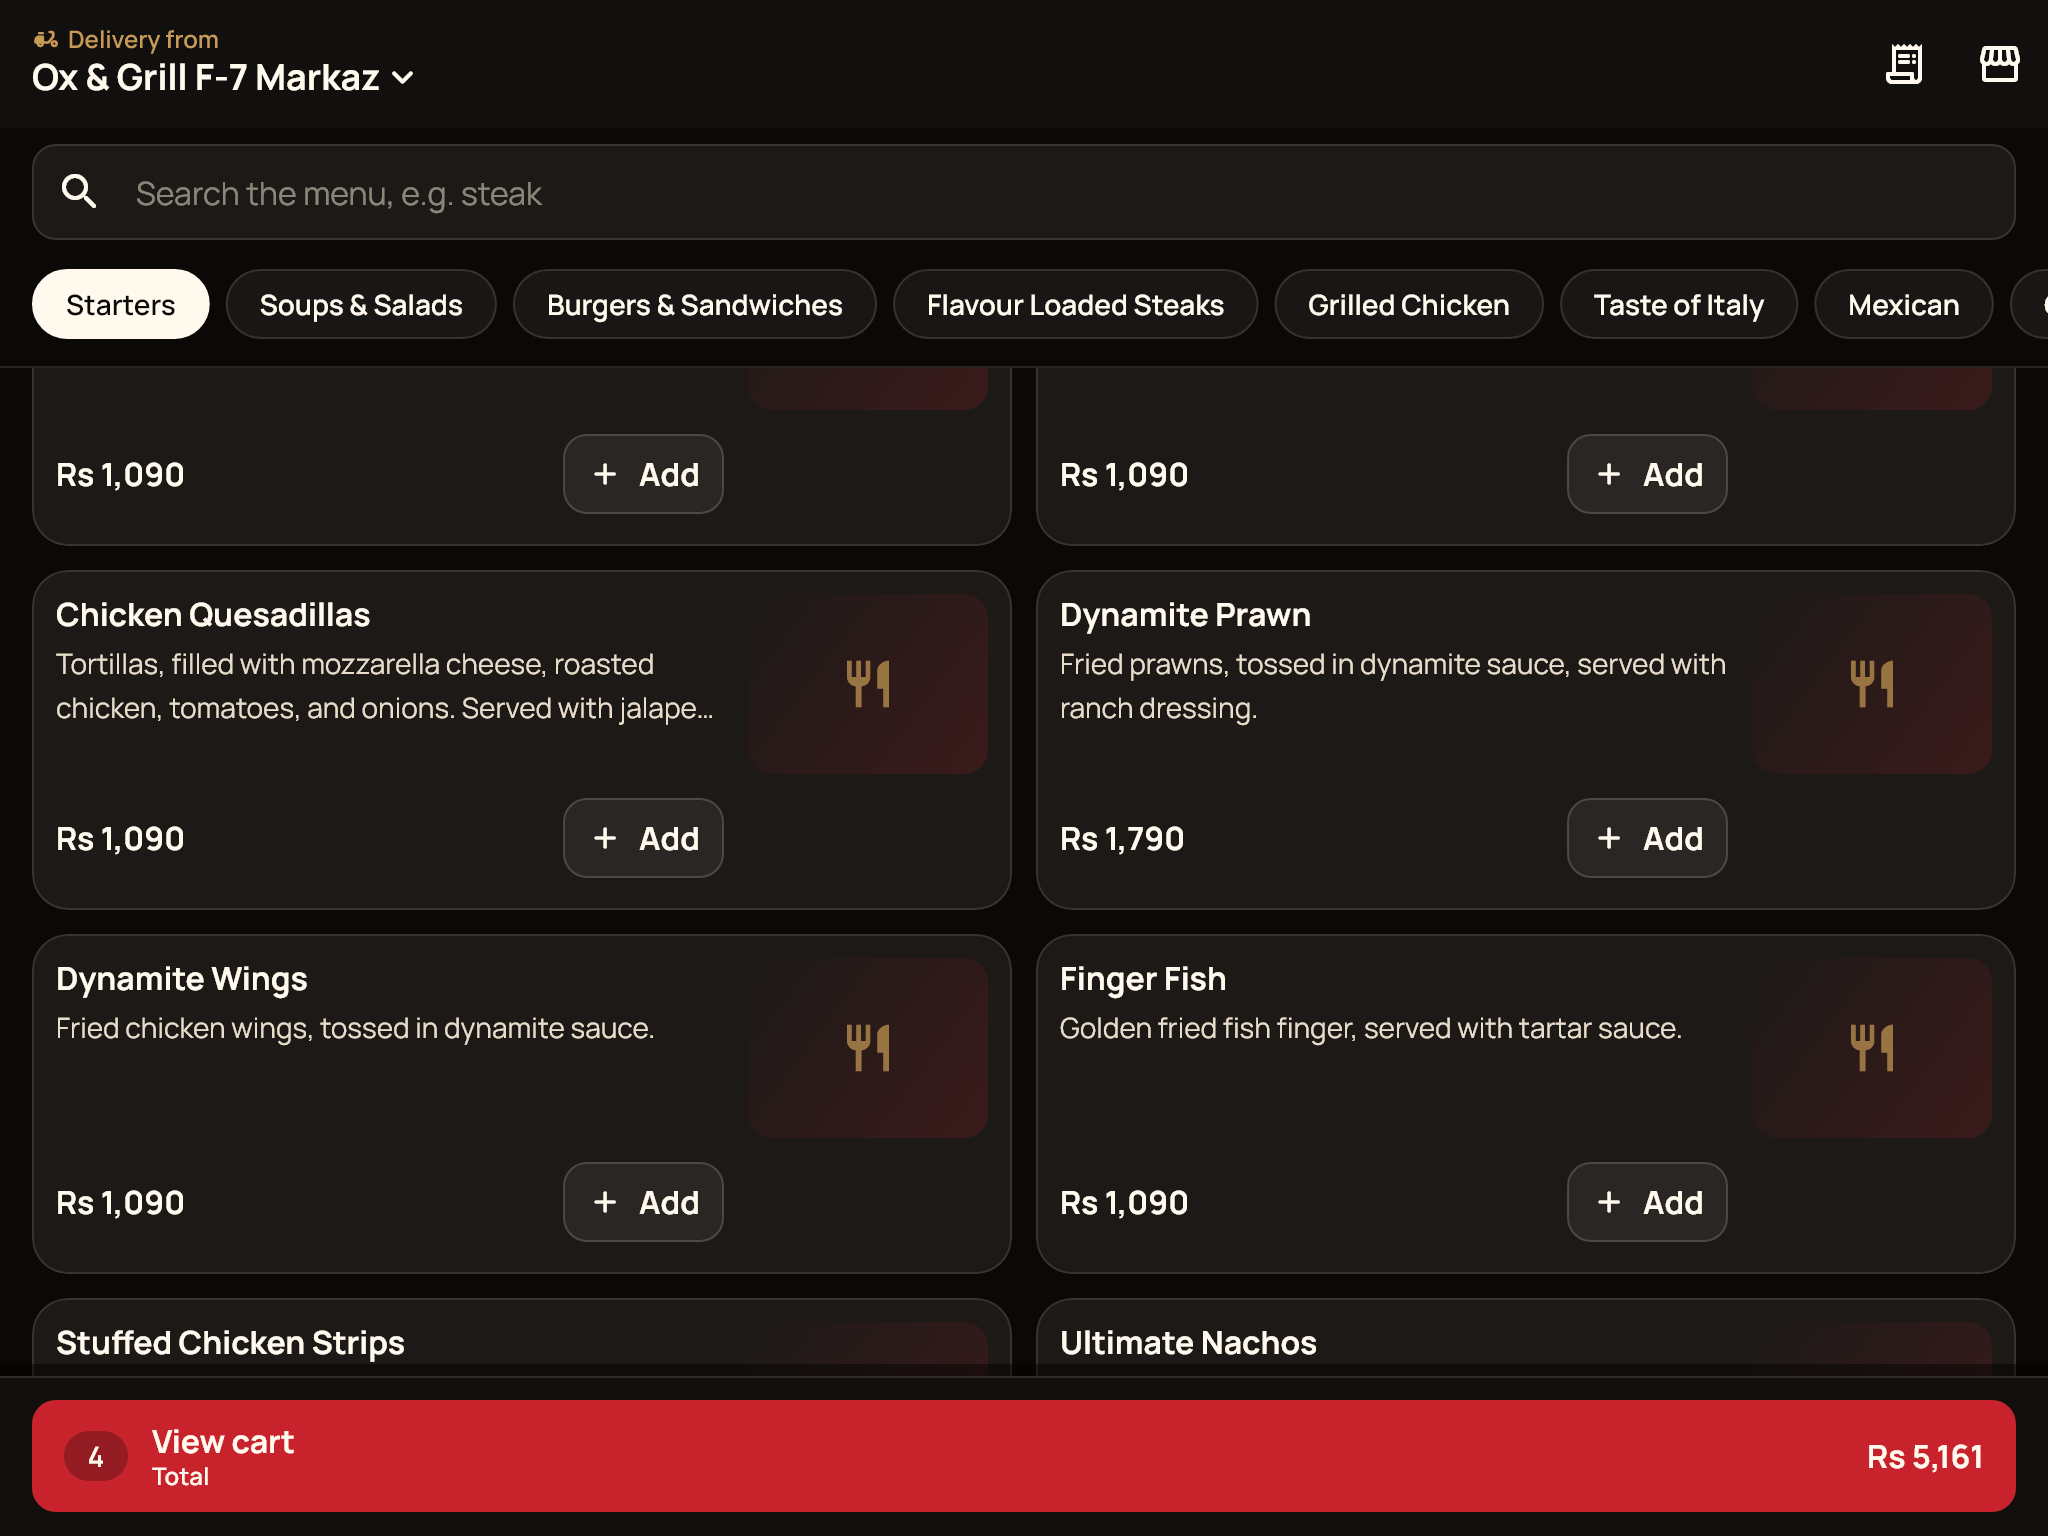 Delivery from
Ox & Grill F-7 Markaz
Search the menu, e.g. steak
Starters
Soups & Salads
Burgers & Sandwiches
Flavour Loaded Steaks
Grilled Chicken
Taste of Italy
Mexican
Rs 1,090
+ Add
Rs 1,090
+ Add
Chicken Quesadillas
Tortillas, filled with mozzarella cheese, roasted
chicken, tomatoes, and onions. Served with jalape...
Rs 1,090
+ Add
Dynamite Prawn
Fried prawns, tossed in dynamite sauce, served with
ranch dressing.
Rs 1,790
+ Add
Dynamite Wings
Fried chicken wings, tossed in dynamite sauce.
Rs 1,090
+ Add
Finger Fish
Golden fried fish finger, served with tartar sauce.
Rs 1,090
+ Add
Stuffed Chicken Strips
Ultimate Nachos
4
View cart
Total
Rs 5,161